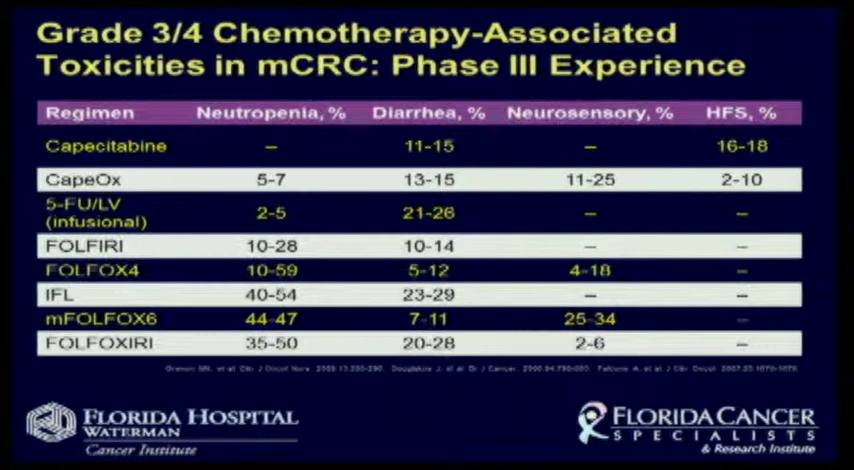 Grade 3/4 Chemotherapy-Associated
Toxicities in mCRC: Phase III Experience
Regimen Neutropenia, % Diarrhea, % Neurosensory, % HFS, %
Capecitabine – 11-15 – 16-18
CapeOx 5-7 13-15 11-25 2-10
5-FU/LV
(infusional) 2-5 21-26 – –
FOLFIRI 10-28 10-14 – –
FOLFOX4 10-59 5-12 4-18 –
IFL 40-54 23-29 – –
mFOLFOX6 44-47 7-11 25-34 –
FOLFOXIRI 35-50 20-28 2-6 –
FLORIDA HOSPITAL
WATERMAN
Cancer Institute
FLORIDA CANCER
SPECIALISTS
& Research Institute